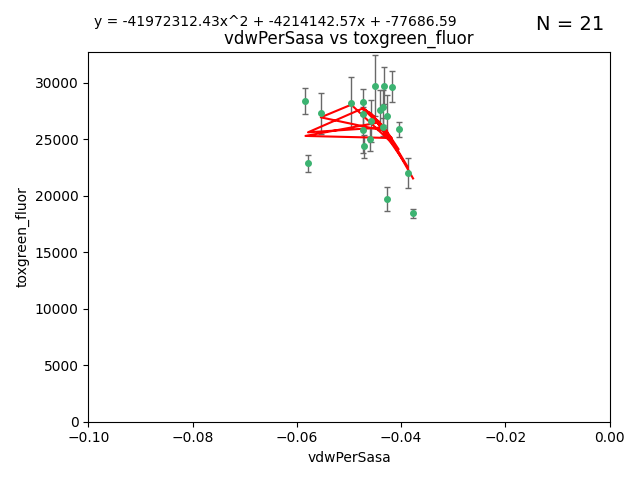 y = -41972312.43x^2 + -4214142.57x + -77686.59
N = 21
vdwPerSasa vs toxgreen_fluor
30000
25000
20000
15000
10000
5000
0
toxgreen_fluor
−0.10
−0.08
−0.06
−0.04
−0.02
0.00
vdwPerSasa